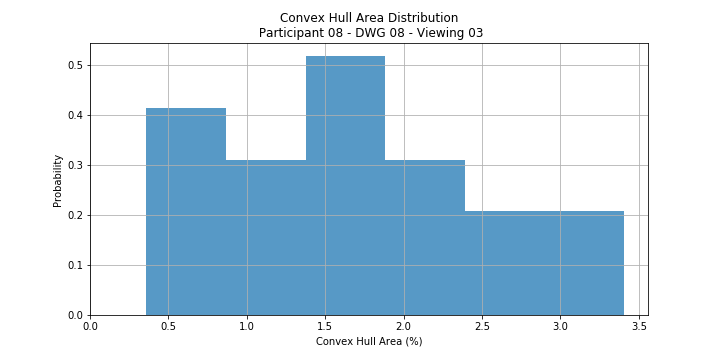 Convex Hull Area Distribution
Participant 08 - DWG 08 - Viewing 03
Probability
0.5
0.4
0.3
0.2
0.1
0.0
0.0 0.5 1.0 1.5 2.0 2.5 3.0 3.5
Convex Hull Area (%)